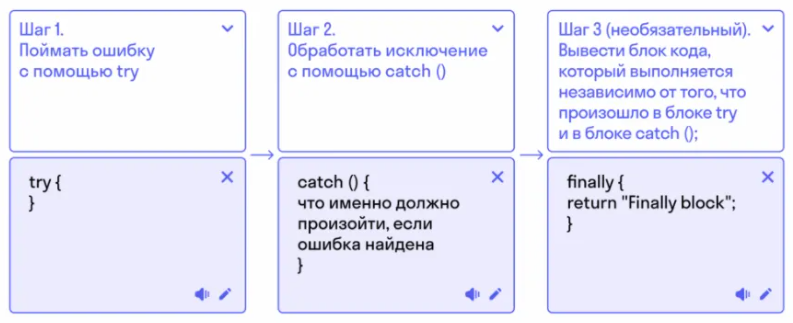 Шаг 1.
Поймать ошибку
с помощью try
Шаг 2.
Обработать исключение
с помощью catch ()
Шаг 3 (необязательный).
Вывести блок кода,
который выполняется
независимо от того, что
произошло в блоке try
и в блоке catch ();
try {
}
catch () {
что именно должно
произойти, если
ошибка найдена
}
finally {
return "Finally block";
}